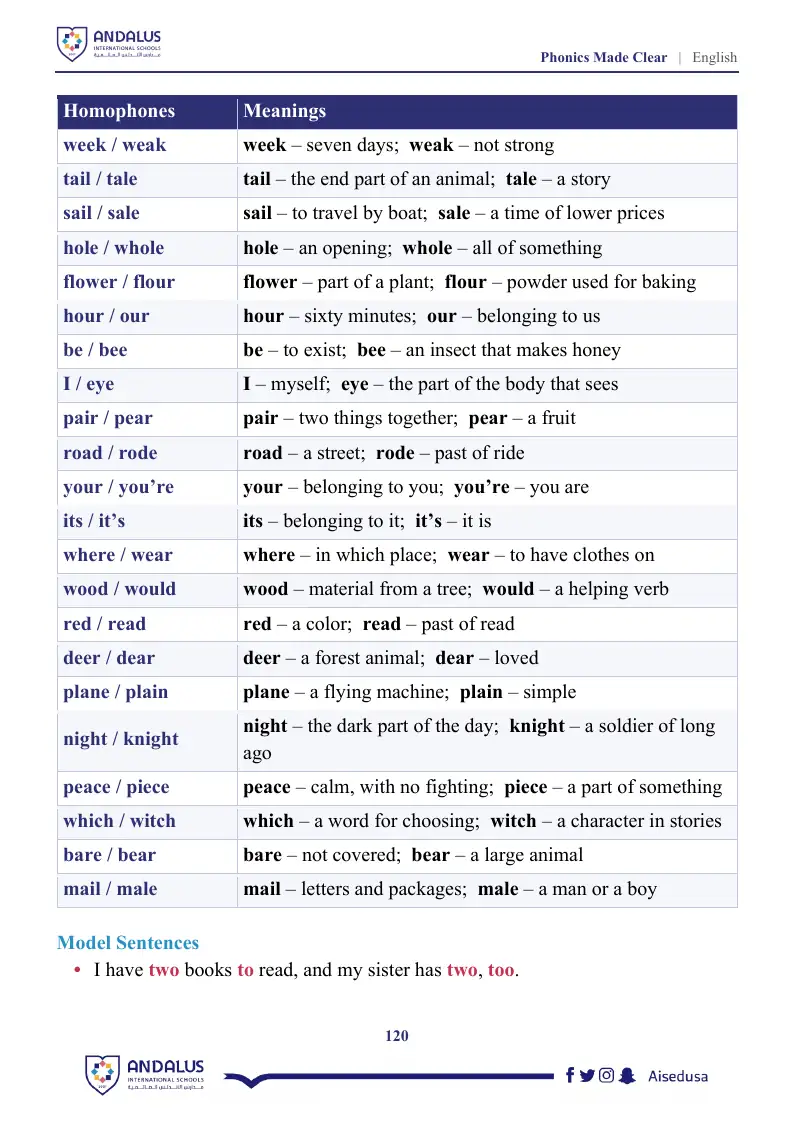 ANDALUS
INTERNATIONAL SCHOOLS
مدارس الأندلس العالمية
Phonics Made Clear | English
Homophones Meanings
week / weak week – seven days; weak – not strong
tail / tale tail – the end part of an animal; tale – a story
sail / sale sail – to travel by boat; sale – a time of lower prices
hole / whole hole – an opening; whole – all of something
flower / flour flower – part of a plant; flour – powder used for baking
hour / our hour – sixty minutes; our – belonging to us
be / bee be – to exist; bee – an insect that makes honey
I / eye I – myself; eye – the part of the body that sees
pair / pear pair – two things together; pear – a fruit
road / rode road – a street; rode – past of ride
your / you’re your – belonging to you; you’re – you are
its / it’s its – belonging to it; it’s – it is
where / wear where – in which place; wear – to have clothes on
wood / would wood – material from a tree; would – a helping verb
red / read red – a color; read – past of read
deer / dear deer – a forest animal; dear – loved
plane / plain plane – a flying machine; plain – simple
night / knight night – the dark part of the day; knight – a soldier of long
ago
peace / piece peace – calm, with no fighting; piece – a part of something
which / witch which – a word for choosing; witch – a character in stories
bare / bear bare – not covered; bear – a large animal
mail / male mail – letters and packages; male – a man or a boy
Model Sentences
• I have two books to read, and my sister has two, too.
120
ANDALUS
INTERNATIONAL SCHOOLS
مدارس الأندلس العالمية
Aisedusa